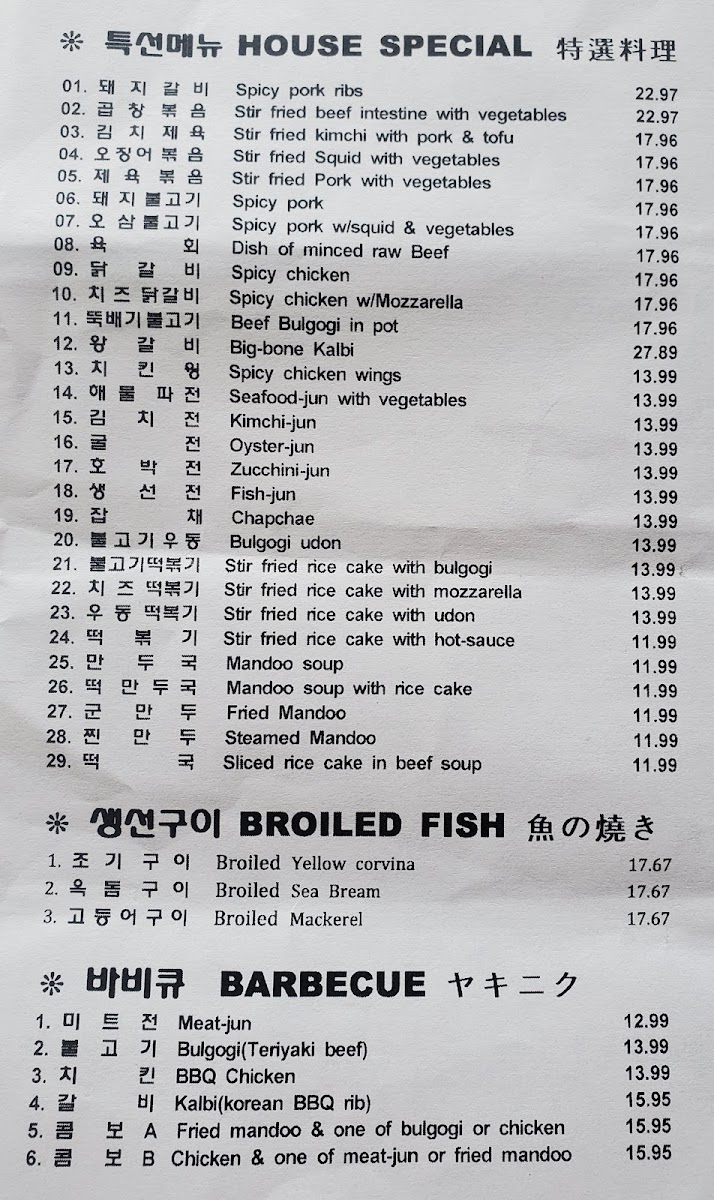 ❊ 특선메뉴 HOUSE SPECIAL 特選料理
01. 돼지갈비 Spicy pork ribs 22.97
02. 곱창볶음 Stir fried beef intestine with vegetables 22.97
03. 김치제육 Stir fried kimchi with pork & tofu 17.96
04. 오징어볶음 Stir fried Squid with vegetables 17.96
05. 제육볶음 Stir fried Pork with vegetables 17.96
06. 돼지불고기 Spicy pork 17.96
07. 오삼불고기 Spicy pork w/squid & vegetables 17.96
08. 육회 Dish of minced raw Beef 17.96
09. 닭갈비 Spicy chicken 17.96
10. 치즈닭갈비 Spicy chicken w/Mozzarella 17.96
11. 뚝배기불고기 Beef Bulgogi in pot 17.96
12. 왕갈비 Big-bone Kalbi 27.89
13. 치킨윙 Spicy chicken wings 13.99
14. 해물파전 Seafood-jun with vegetables 13.99
15. 김치전 Kimchi-jun 13.99
16. 굴전 Oyster-jun 13.99
17. 호박전 Zucchini-jun 13.99
18. 생선전 Fish-jun 13.99
19. 잡채 Chapchae 13.99
20. 불고기우동 Bulgogi udon 13.99
21. 불고기떡볶기 Stir fried rice cake with bulgogi 13.99
22. 치즈떡볶기 Stir fried rice cake with mozzarella 13.99
23. 우동떡복기 Stir fried rice cake with udon 13.99
24. 떡볶기 Stir fried rice cake with hot-sauce 11.99
25. 만두국 Mandoo soup 11.99
26. 떡만두국 Mandoo soup with rice cake 11.99
27. 군만두 Fried Mandoo 11.99
28. 찐만두 Steamed Mandoo 11.99
29. 떡국 Sliced rice cake in beef soup 11.99
❊ 생선구이 BROILED FISH 魚の燒き
1. 조기구이 Broiled Yellow corvina 17.67
2. 옥돔구이 Broiled Sea Bream 17.67
3. 고등어구이 Broiled Mackerel 17.67
❊ 바비큐 BARBECUE ヤキニク
1. 미트전 Meat-jun 12.99
2. 불고기 Bulgogi(Teriyaki beef) 13.99
3. 치킨 BBQ Chicken 13.99
4. 갈비 Kalbi(korean BBQ rib) 15.95
5. 콤보 A Fried mandoo & one of bulgogi or chicken 15.95
6. 콤보 B Chicken & one of meat-jun or fried mandoo 15.95